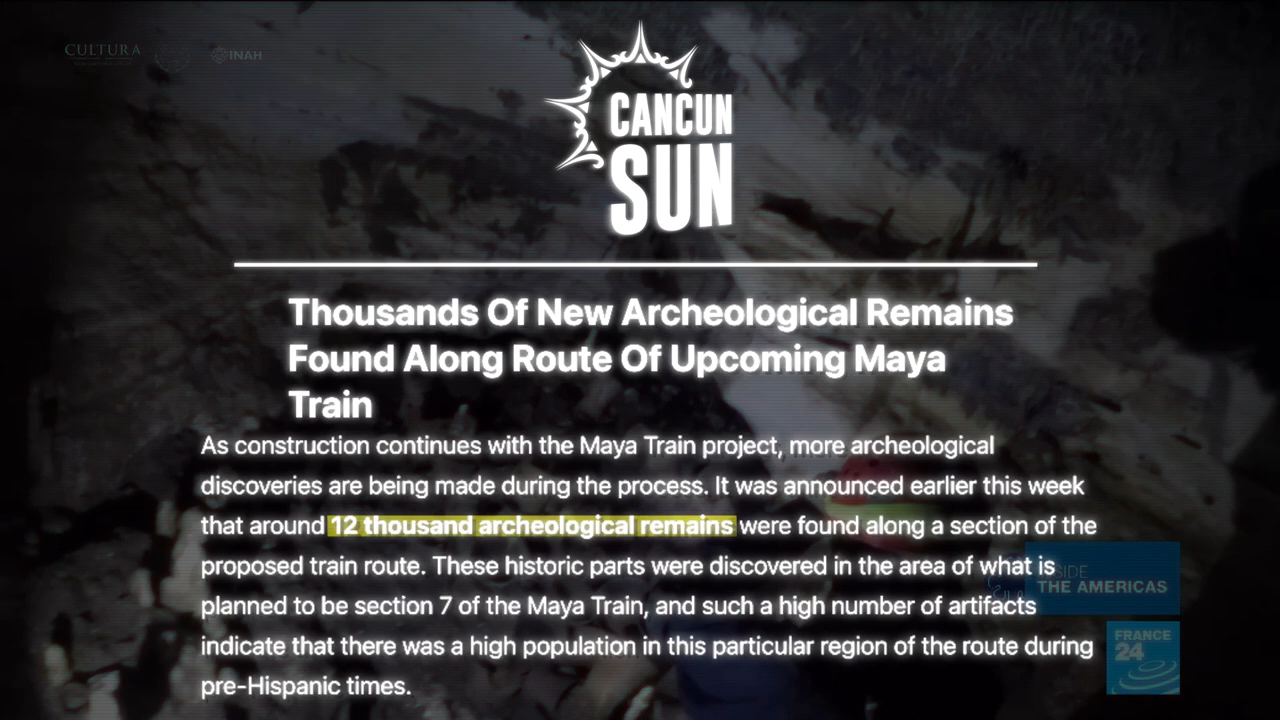 CULTURA
INAH
CANCUN
SUN
Thousands Of New Archeological Remains
Found Along Route Of Upcoming Maya
Train
As construction continues with the Maya Train project, more archeological
discoveries are being made during the process. It was announced earlier this week
that around 12 thousand archeological remains were found along a section of the
proposed train route. These historic parts were discovered in the area of what is
planned to be section 7 of the Maya Train, and such a high number of artifacts
indicate that there was a high population in this particular region of the route during
pre-Hispanic times.
THE AMERICAS
FRANCE
24